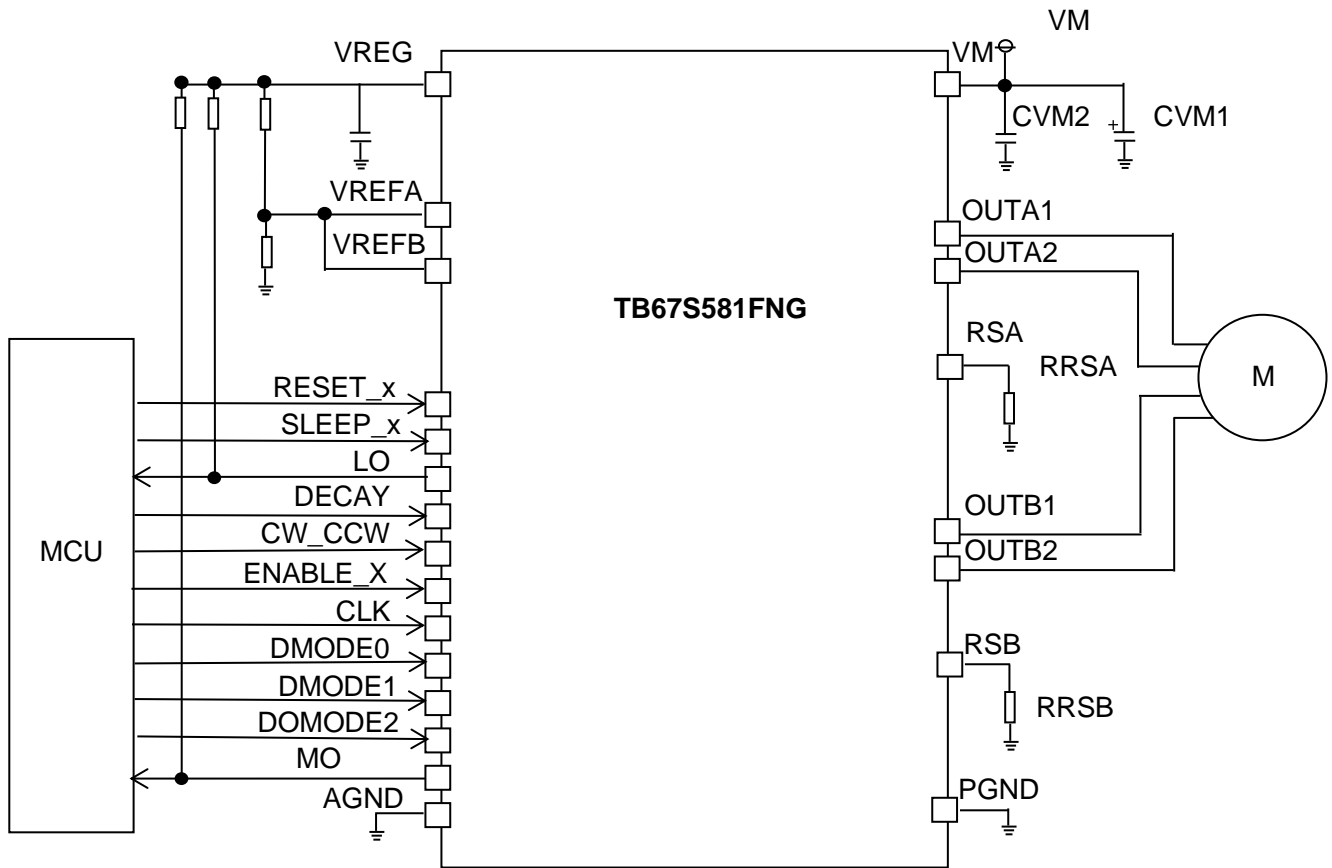 VM
VREG
VM
CVM2
CVM1
+
VREFA
OUTA1
VREFB
OUTA2
TB67S581FNG
RSA
RRSA
M
RESET_x
SLEEP_x
LO
DECAY
OUTB1
CW_CCW
MCU
OUTB2
ENABLE_X
CLK
DMODE0
RSB
DMODE1
RRSB
DOMODE2
MO
PGND
AGND